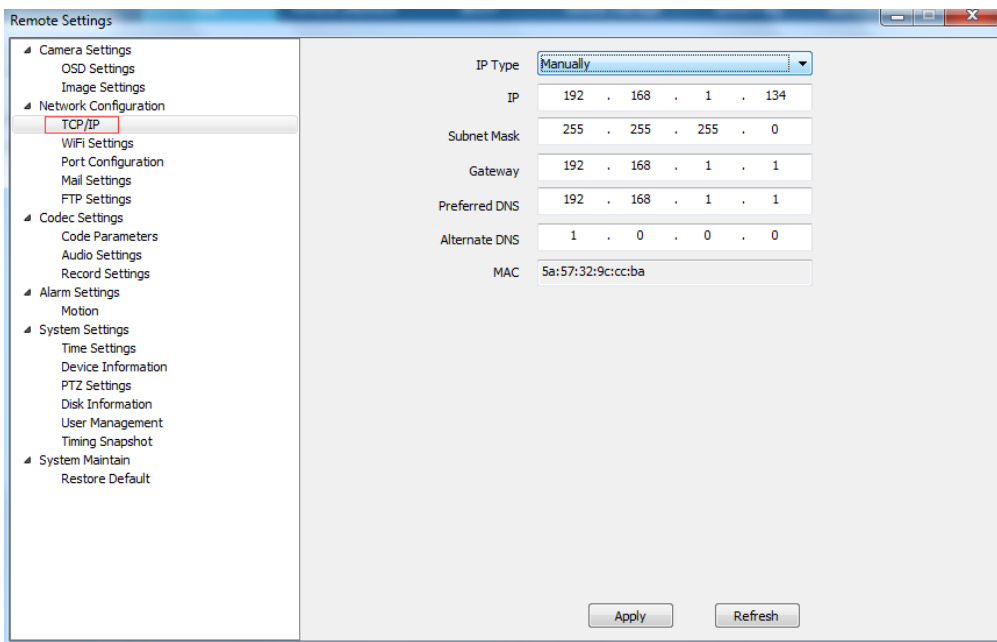 Remote Settings
Camera Settings
OSD Settings
Image Settings
Network Configuration
TCP/IP
WiFi Settings
Port Configuration
Mail Settings
FTP Settings
Codec Settings
Code Parameters
Audio Settings
Record Settings
Alarm Settings
Motion
System Settings
Time Settings
Device Information
PTZ Settings
Disk Information
User Management
Timing Snapshot
System Maintain
Restore Default
IP Type Manually
IP 192 . 168 . 1 . 134
Subnet Mask 255 . 255 . 255 . 0
Gateway 192 . 168 . 1 . 1
Preferred DNS 192 . 168 . 1 . 1
Alternate DNS 1 . 0 . 0 . 0
MAC 5a:57:32:9c:cc:ba
Apply Refresh